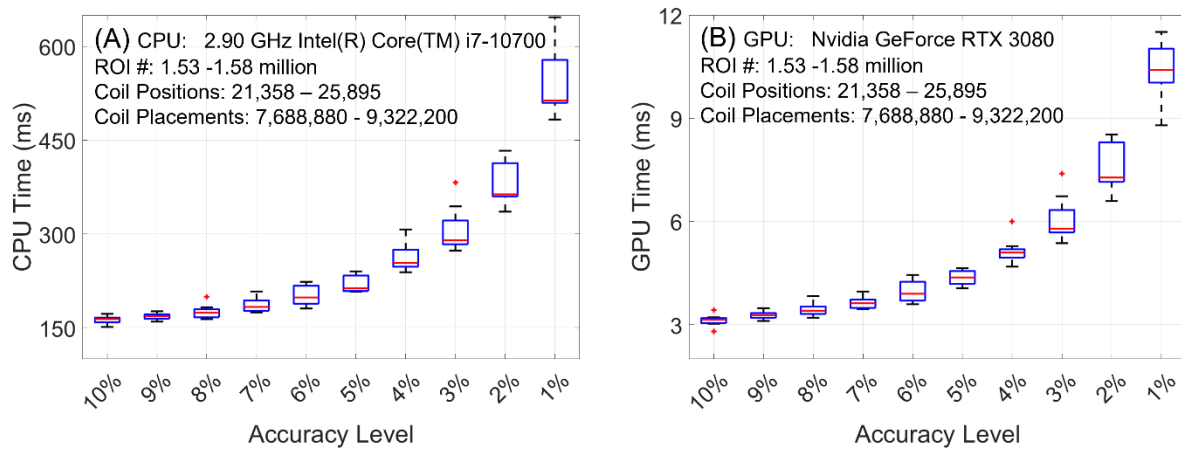 (A) CPU: 2.90 GHz Intel(R) Core(TM) i7-10700
ROI #: 1.53 -1.58 million
Coil Positions: 21,358 – 25,895
Coil Placements: 7,688,880 - 9,322,200
CPU Time (ms)
600
450
300
150
10%
9%
8%
7%
6%
5%
4%
3%
2%
1%
Accuracy Level
(B) GPU: Nvidia GeForce RTX 3080
ROI #: 1.53 -1.58 million
Coil Positions: 21,358 – 25,895
Coil Placements: 7,688,880 - 9,322,200
GPU Time (ms)
12
9
6
3
10%
9%
8%
7%
6%
5%
4%
3%
2%
1%
Accuracy Level